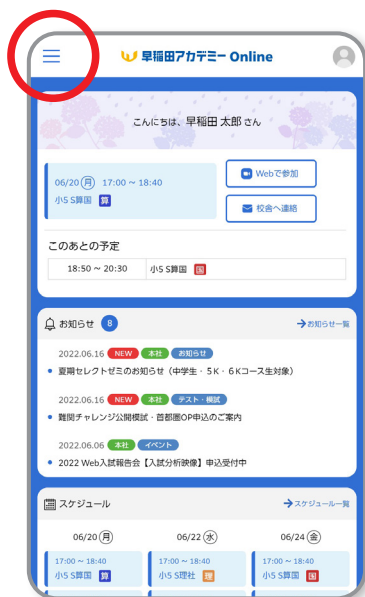 早稲田アカデミー Online
こんにちは、早稲田 太郎 さん
06/20 月 17:00 ~ 18:40
小5 S算国 算
Webで参加
校舎へ連絡
このあとの予定
18:50 ~ 20:30 小5 S算国 国
お知らせ 8 →お知らせ一覧
2022.06.16 NEW 本社 お知らせ
• 夏期セレクトゼミのお知らせ（中学生・5K・6Kコース生対象）
2022.06.16 NEW 本社 テスト・模試
• 難関チャレンジ公開模試・首都圏OP申込のご案内
2022.06.06 本社 イベント
• 2022 Web入試報告会【入試分析映像】申込受付中
スケジュール →スケジュール一覧
06/20 月 06/22 水 06/24 金
17:00 ~ 18:40 17:00 ~ 18:40 17:00 ~ 18:40
小5 S算国 算 小5 S理社 理 小5 S算国 国